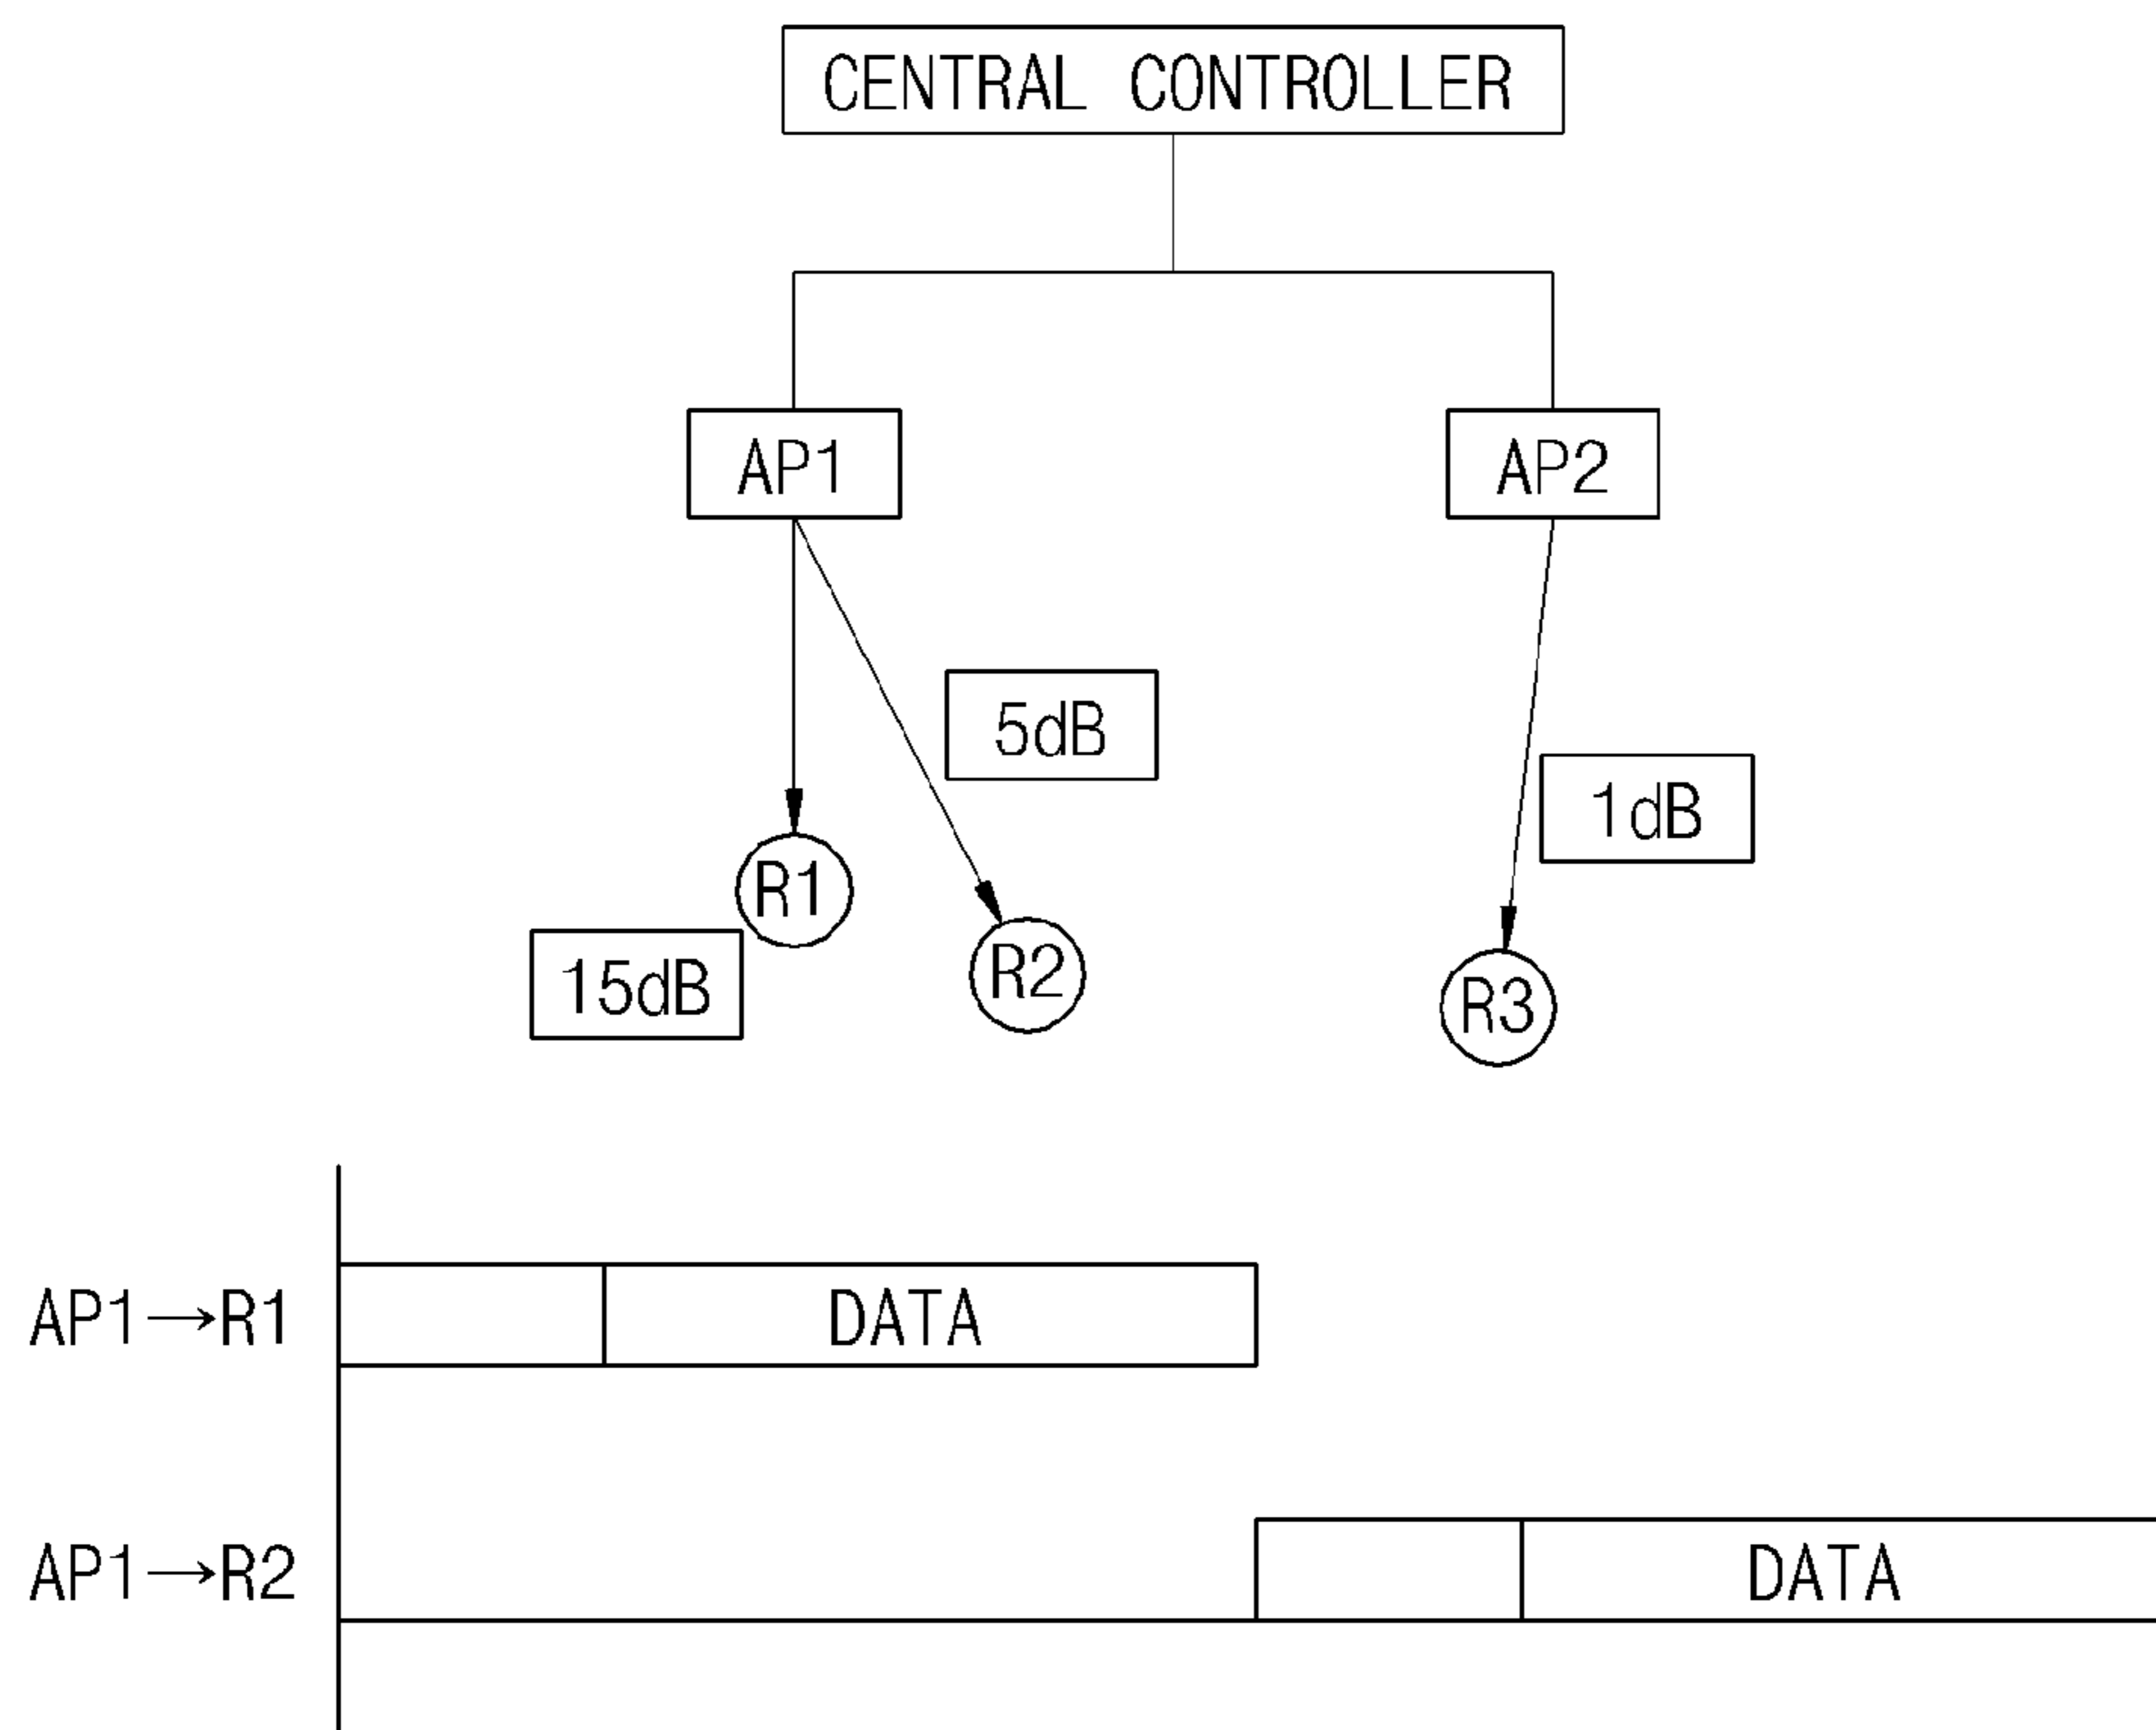 CENTRAL CONTROLLER
AP1
AP2
5dB
1dB
R1
R2
R3
15dB
AP1→R1
DATA
AP1→R2
DATA